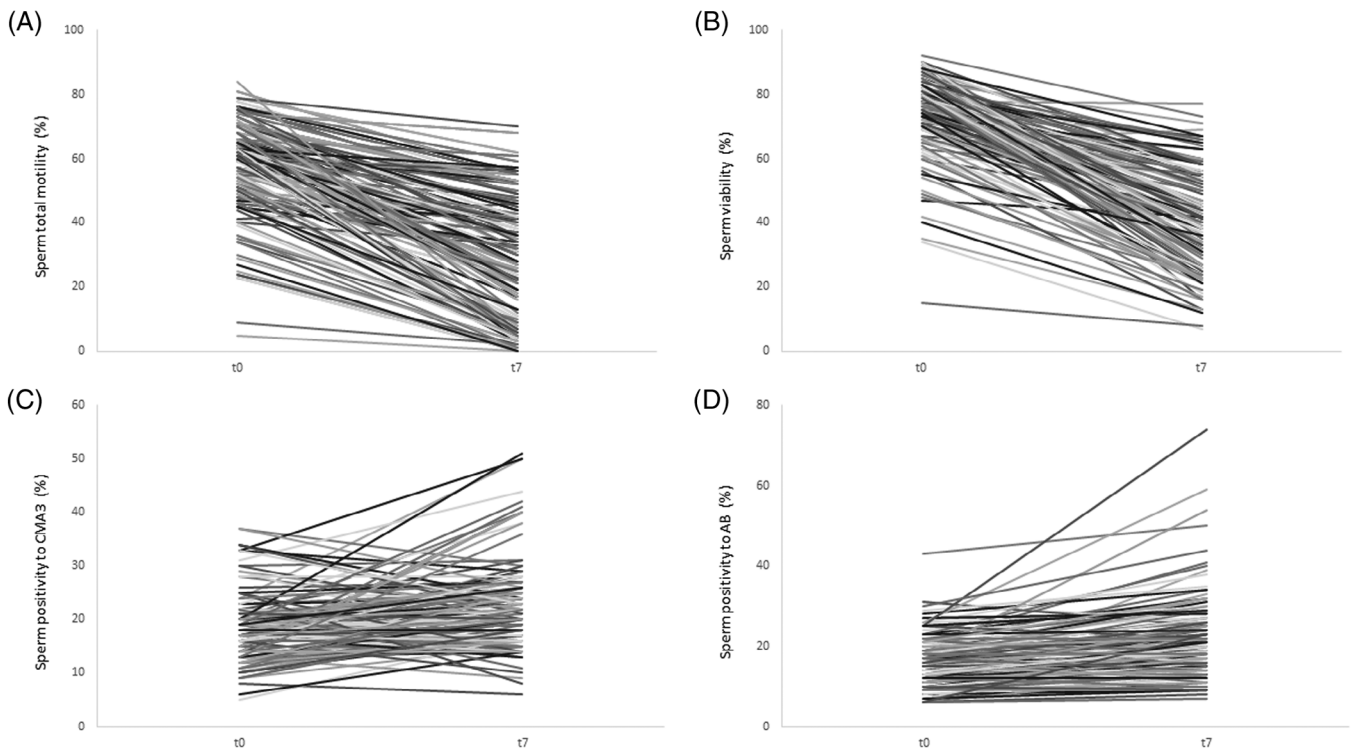 (A)
Sperm total motility (%)
100
80
60
40
20
0
t0
t7
(B)
Sperm viability (%)
100
80
60
40
20
0
t0
t7
(C)
Sperm positivity to CMA3 (%)
60
50
40
30
20
10
0
t0
t7
(D)
Sperm positivity to AB (%)
80
60
40
20
0
t0
t7